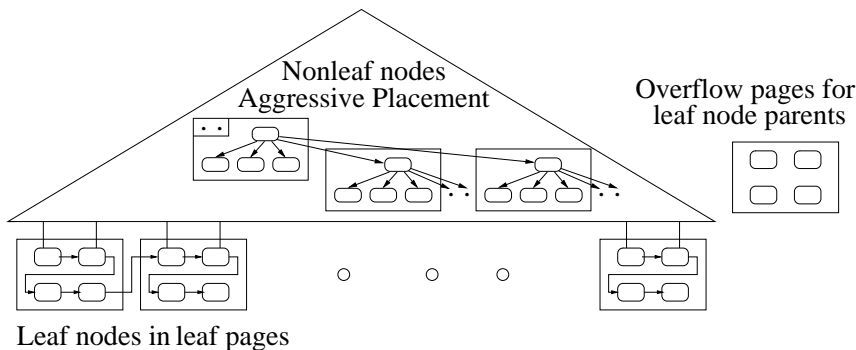 Nonleaf nodes
Aggressive Placement
Overflow pages for
leaf node parents
Leaf nodes in leaf pages